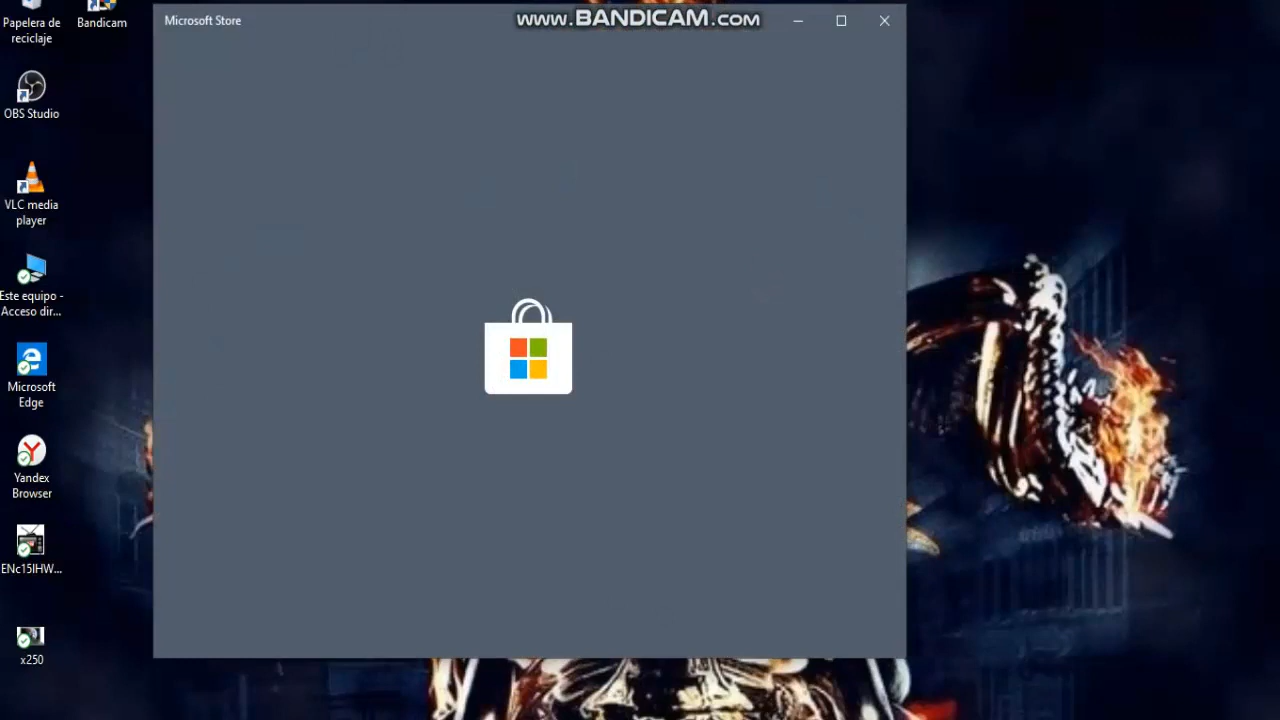 Microsoft Store
www.BANDICAM.com
Papelera de
reciclaje
Bandicam
OBS Studio
VLC media
player
Este equipo -
Acceso dir...
Microsoft
Edge
Yandex
Browser
ENc15IHW...
x250